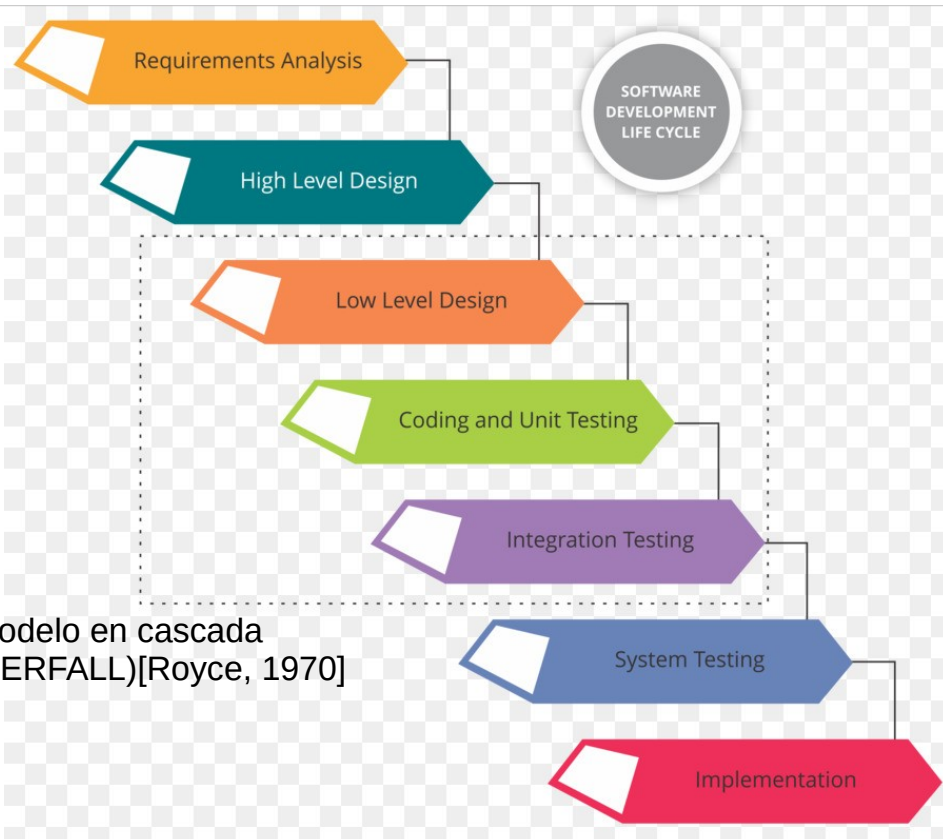 Requirements Analysis
SOFTWARE
DEVELOPMENT
LIFE CYCLE
High Level Design
Low Level Design
Coding and Unit Testing
Integration Testing
odelo en cascada
ERFALL)[Royce, 1970]
System Testing
Implementation